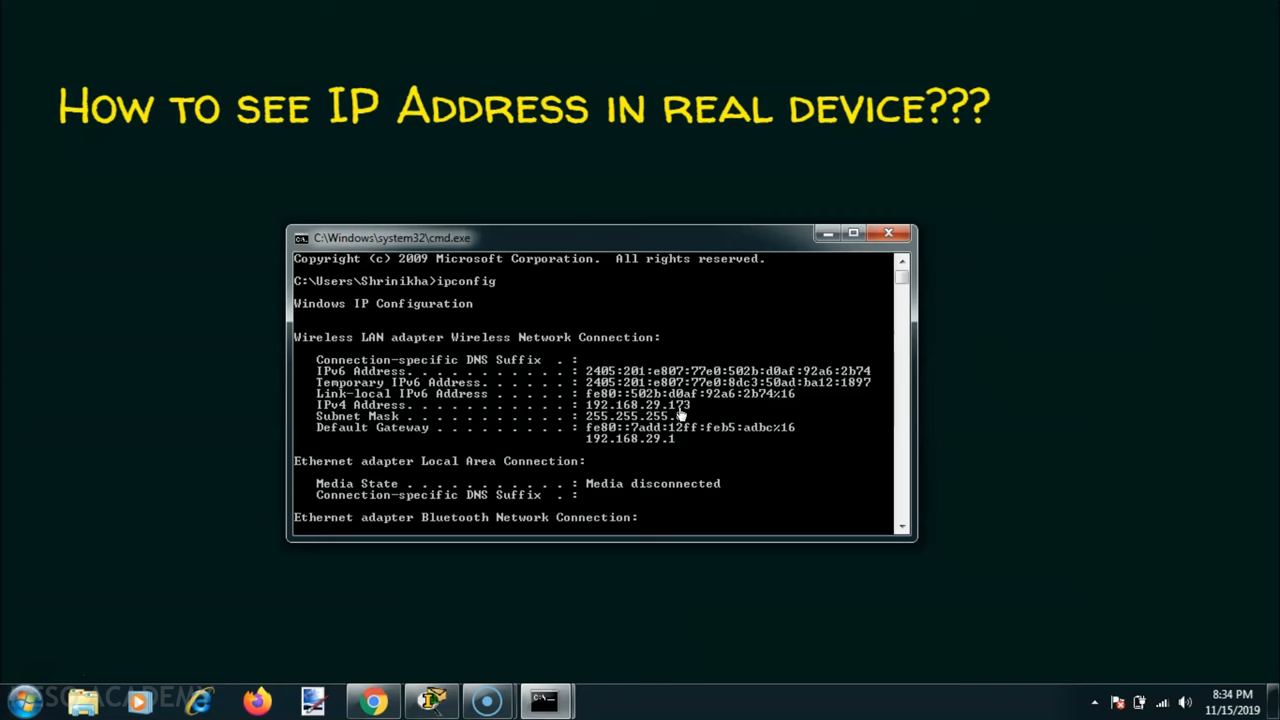 How to see IP Address in real device???
C:\Windows\system32\cmd.exe
Copyright (c) 2009 Microsoft Corporation.  All rights reserved.
C:\Users\Shrinikha>ipconfig
Windows IP Configuration
Wireless LAN adapter Wireless Network Connection:
Connection-specific DNS Suffix  . :
IPv6 Address. . . . . . . . . . . : 2405:201:e807:77e0:502b:d0af:92a6:2b74
Temporary IPv6 Address. . . . . . : 2405:201:e807:77e0:8dc3:50ad:ba12:1897
Link-local IPv6 Address . . . . . : fe80::502b:d0af:92a6:2b74%16
IPv4 Address. . . . . . . . . . . : 192.168.29.173
Subnet Mask . . . . . . . . . . . : 255.255.255.
Default Gateway . . . . . . . . . : fe80::7add:12ff:feb5:adbc%16
192.168.29.1
Ethernet adapter Local Area Connection:
Media State . . . . . . . . . . . : Media disconnected
Connection-specific DNS Suffix  . :
Ethernet adapter Bluetooth Network Connection:
ACADEMY
8:34 PM
11/15/2019